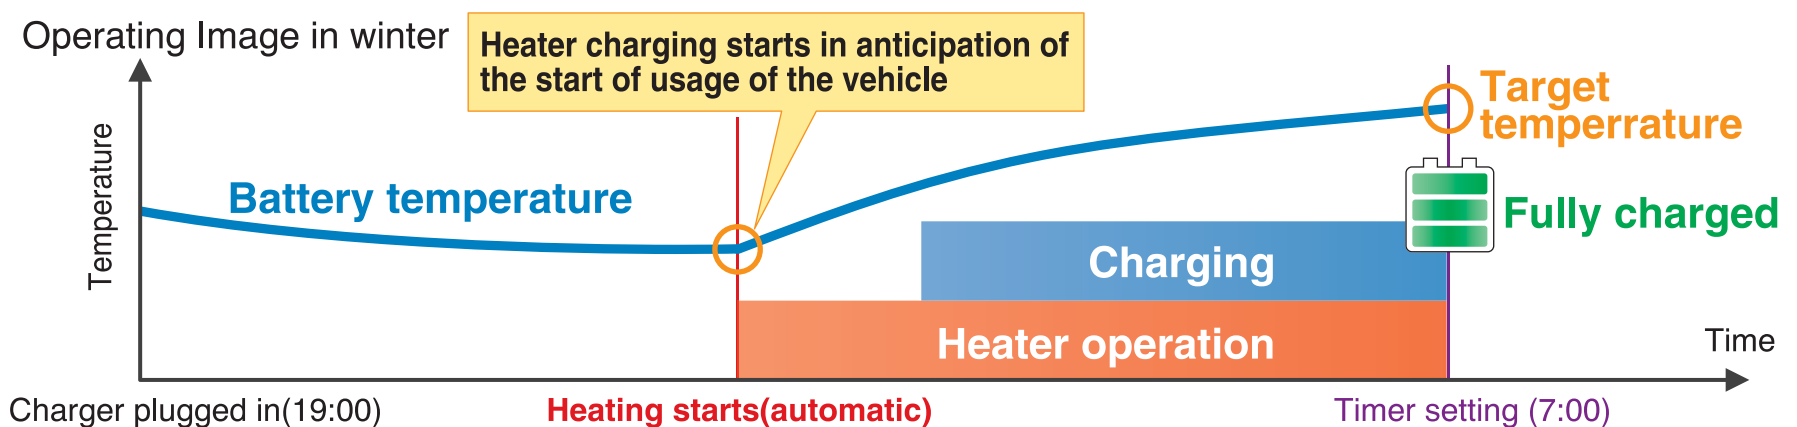 Operating Image in winter
Heater charging starts in anticipation of
the start of usage of the vehicle
Target
temperrature
Temperature
Battery temperature
Fully charged
Charging
Heater operation
Time
Charger plugged in(19:00)
Heating starts(automatic)
Timer setting (7:00)